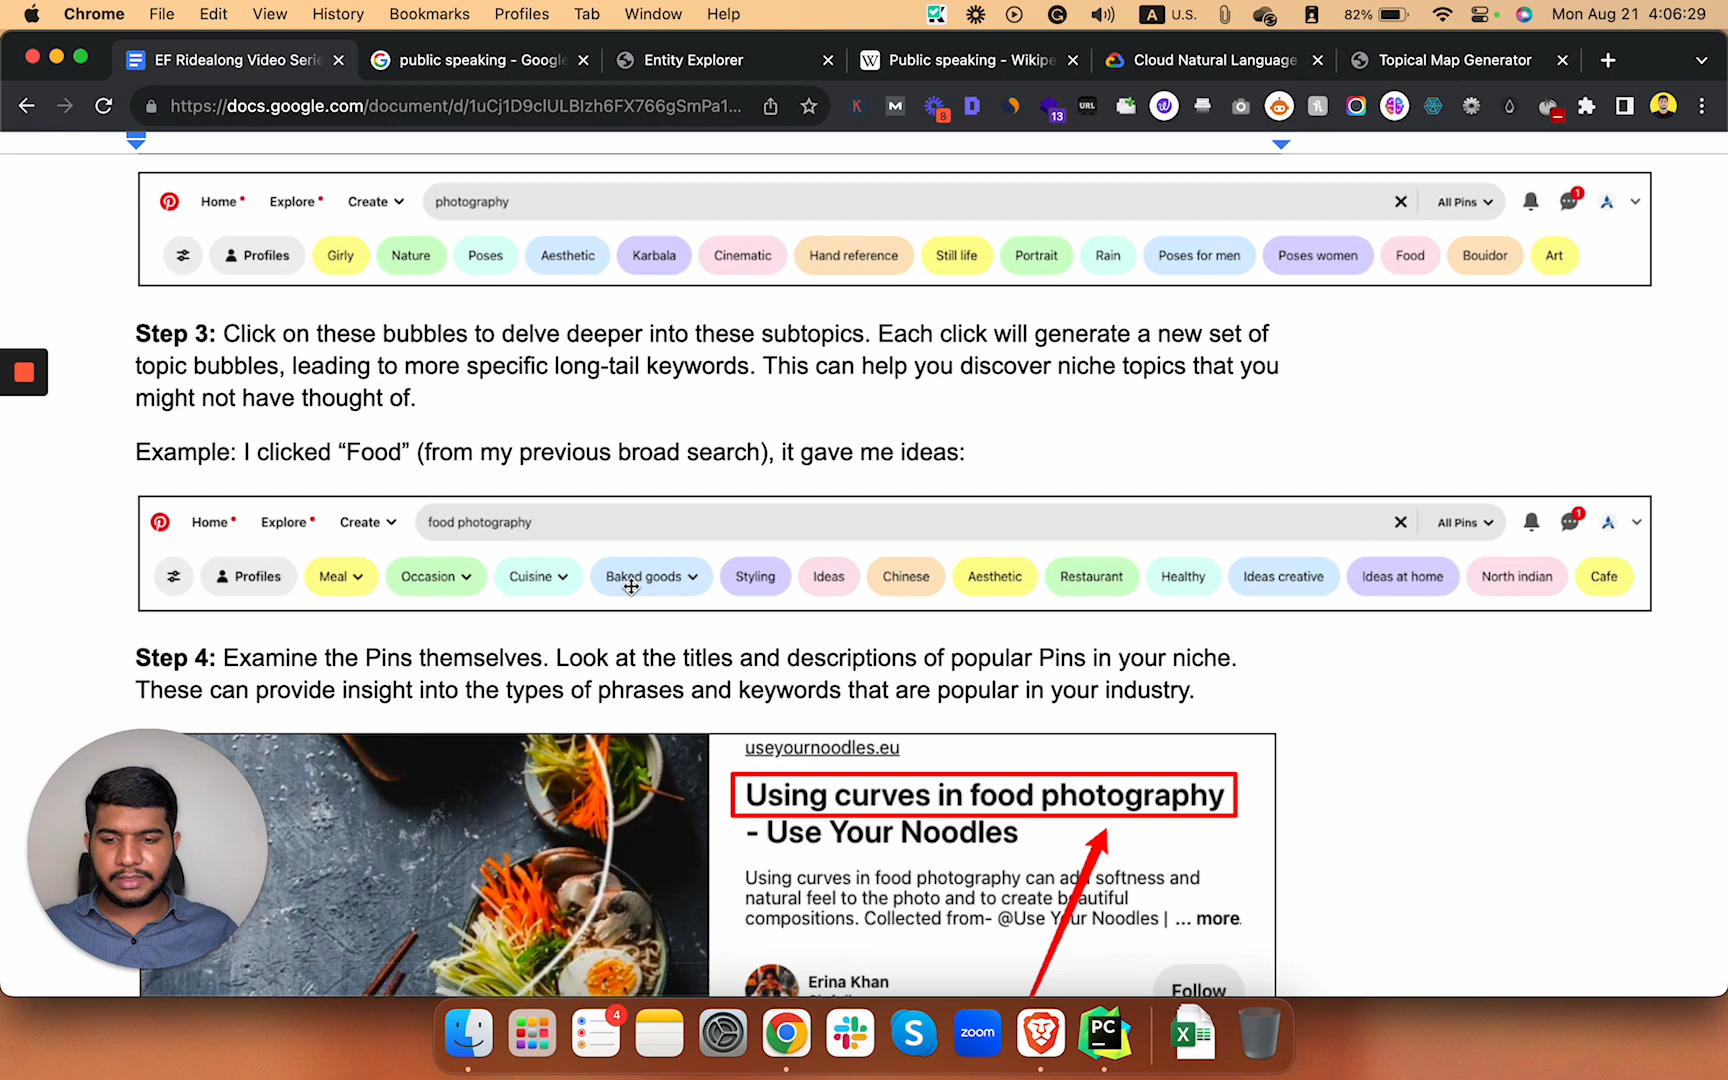 Chrome File Edit View History Bookmarks Profiles Tab Window Help A U.S. 82% Mon Aug 21 4:06:29
EF Ridealong Video Serie public speaking - Google Entity Explorer Public speaking - Wikipe Cloud Natural Language Topical Map Generator
https://docs.google.com/document/d/1uCj1D9cIULBIzh6FX766gSmPa1... K M 8 D 13 URL
Home Explore Create photography All Pins 1
Profiles Girly Nature Poses Aesthetic Karbala Cinematic Hand reference Still life Portrait Rain Poses for men Poses women Food Bouidor Art
Step 3: Click on these bubbles to delve deeper into these subtopics. Each click will generate a new set of
topic bubbles, leading to more specific long-tail keywords. This can help you discover niche topics that you
might not have thought of.
Example: I clicked “Food” (from my previous broad search), it gave me ideas:
Home Explore Create food photography All Pins 1
Profiles Meal Occasion Cuisine Baked goods Styling Ideas Chinese Aesthetic Restaurant Healthy Ideas creative Ideas at home North indian Cafe
Step 4: Examine the Pins themselves. Look at the titles and descriptions of popular Pins in your niche.
These can provide insight into the types of phrases and keywords that are popular in your industry.
useyournoodles.eu
Using curves in food photography
- Use Your Noodles
Using curves in food photography can add softness and
natural feel to the photo and to create beautiful
compositions. Collected from- @Use Your Noodles | ... more
Erina Khan
Follow
4 zoom PC X